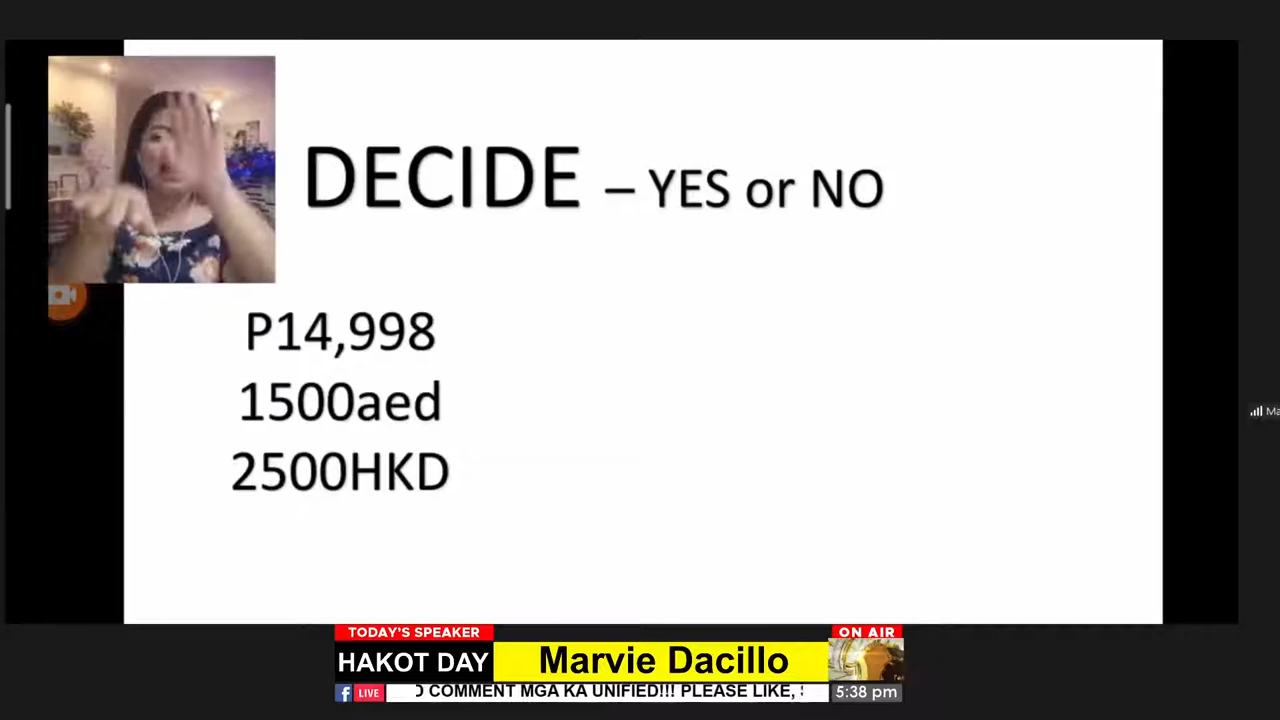 DECIDE – YES or NO
P14,998
1500aed
2500HKD
TODAY'S SPEAKER
HAKOT DAY
Marvie Dacillo
ON AIR
LIVE
COMMENT MGA KA UNIFIED!!! PLEASE LIKE,
5:38 pm